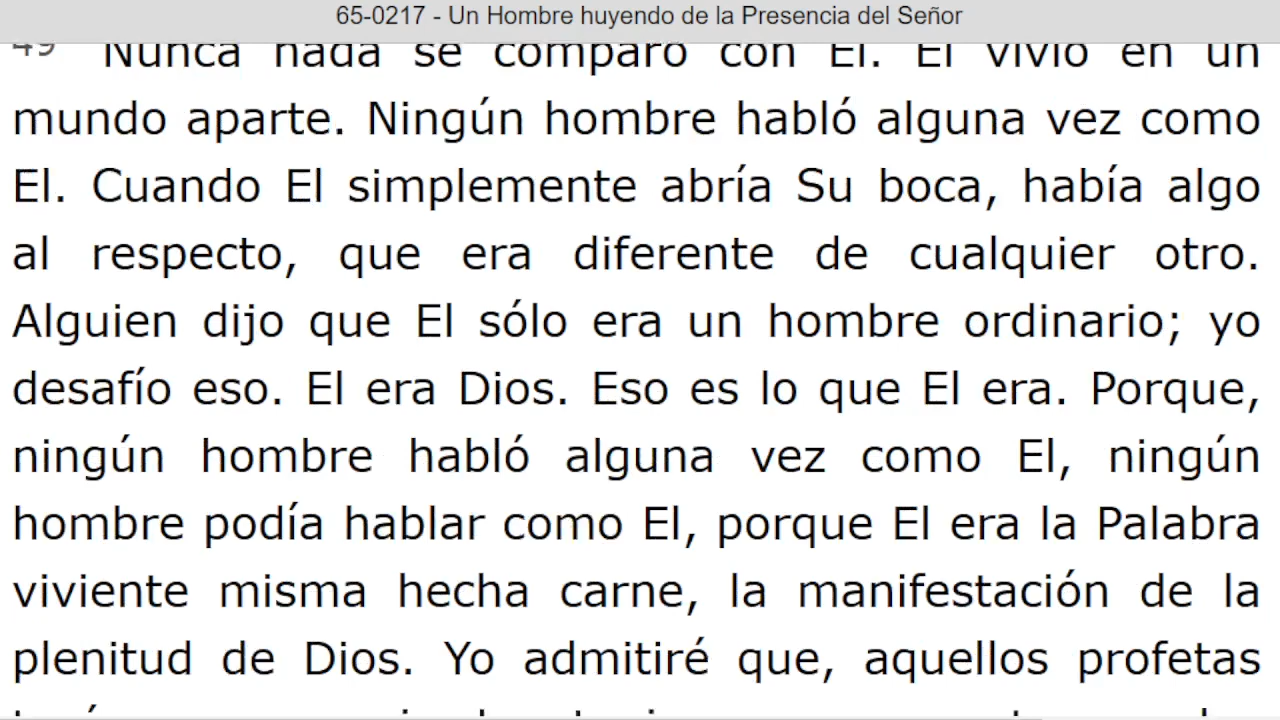 65-0217 - Un Hombre huyendo de la Presencia del Señor
49 Nunca nada se comparó con El. El vivió en un
mundo aparte. Ningún hombre habló alguna vez como
El. Cuando El simplemente abría Su boca, había algo
al respecto, que era diferente de cualquier otro.
Alguien dijo que El sólo era un hombre ordinario; yo
desafío eso. El era Dios. Eso es lo que El era. Porque,
ningún hombre habló alguna vez como El, ningún
hombre podía hablar como El, porque El era la Palabra
viviente misma hecha carne, la manifestación de la
plenitud de Dios. Yo admitiré que, aquellos profetas